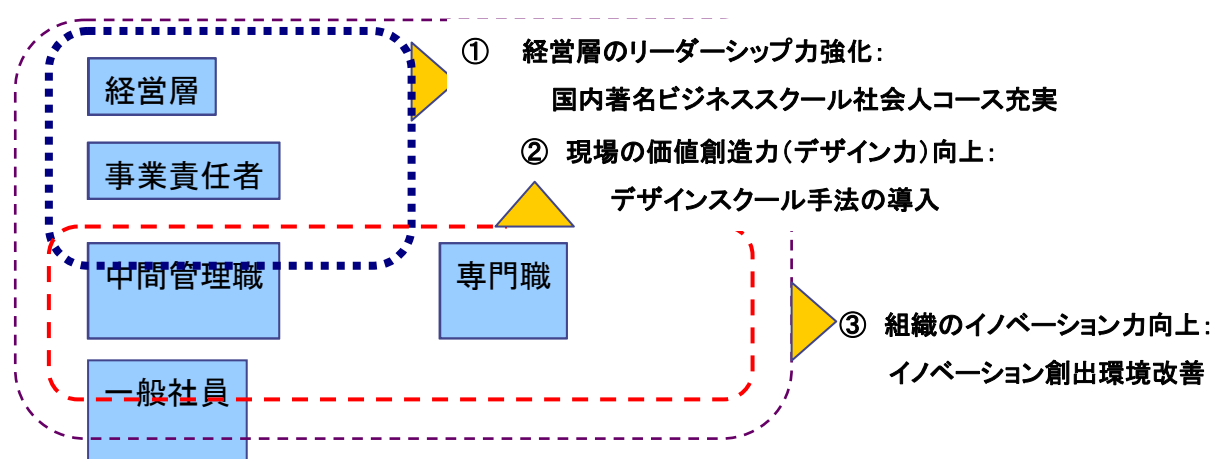 ① 経営層のリーダーシップ力強化:
国内著名ビジネススクール社会人コース充実
経営層
② 現場の価値創造力(デザイン力)向上:
デザインスクール手法の導入
事業責任者
中間管理職
専門職
③ 組織のイノベーション力向上:
イノベーション創出環境改善
一般社員